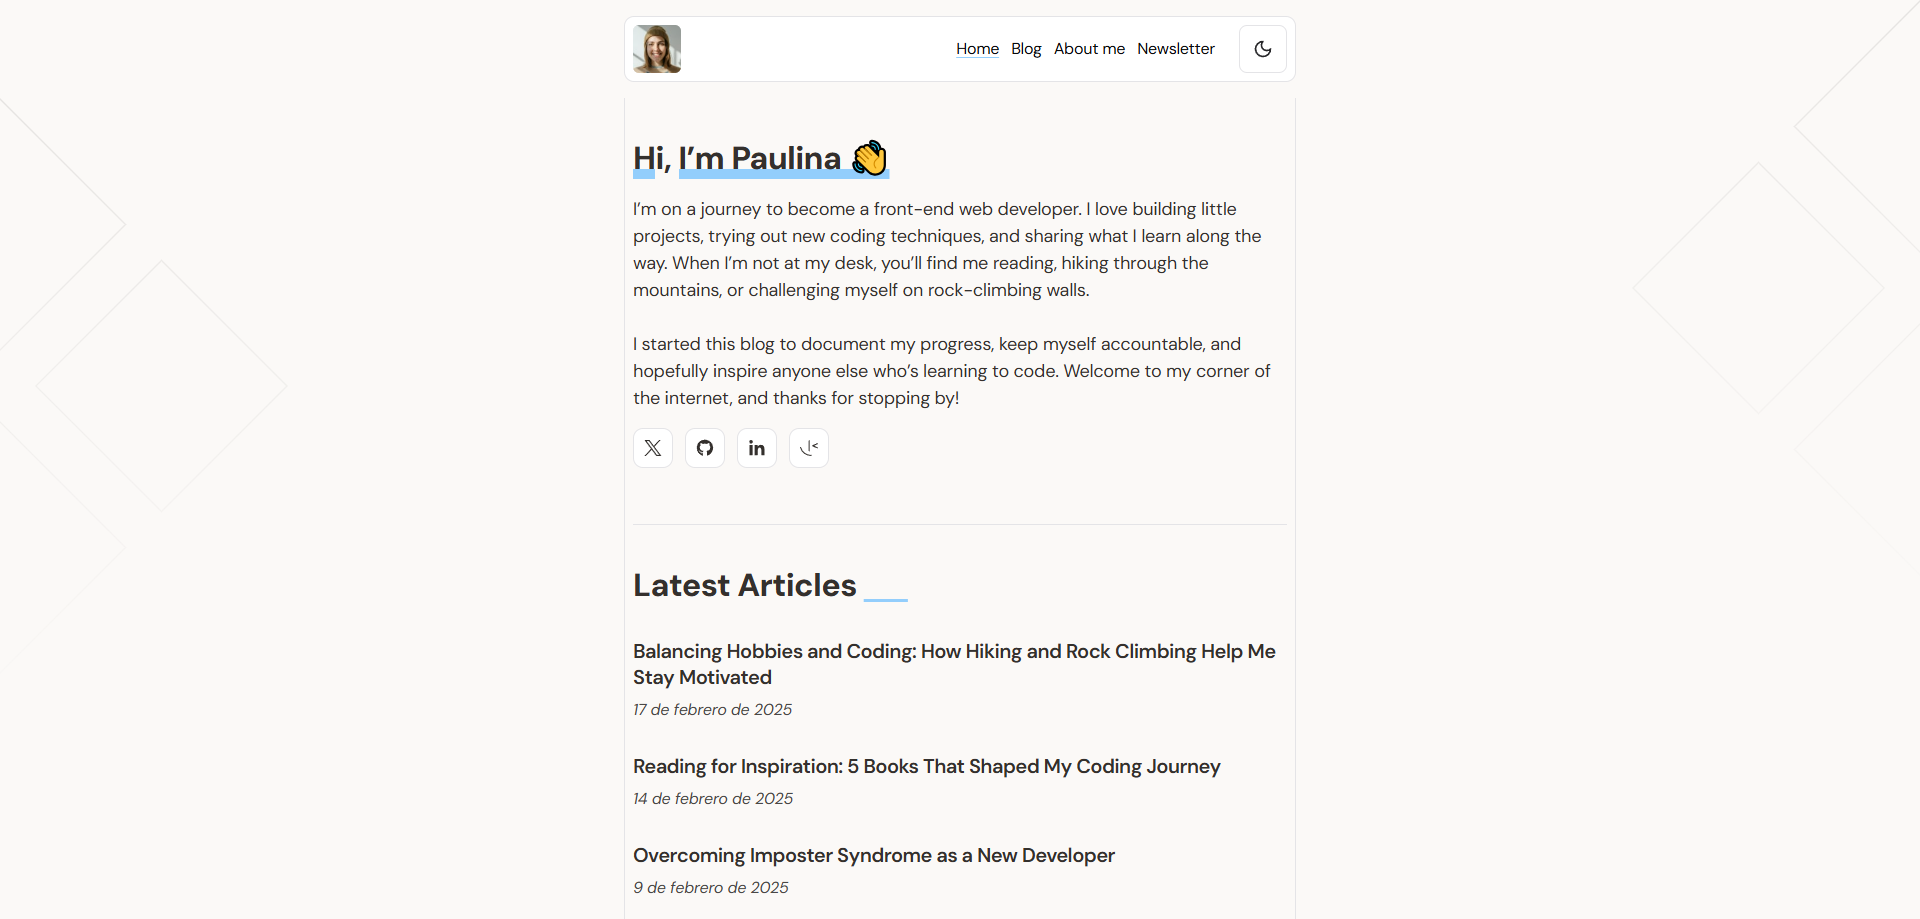 Home Blog About me Newsletter
Hi, I’m Paulina 👋
I’m on a journey to become a front-end web developer. I love building little
projects, trying out new coding techniques, and sharing what I learn along the
way. When I’m not at my desk, you’ll find me reading, hiking through the
mountains, or challenging myself on rock-climbing walls.
I started this blog to document my progress, keep myself accountable, and
hopefully inspire anyone else who’s learning to code. Welcome to my corner of
the internet, and thanks for stopping by!
Latest Articles
Balancing Hobbies and Coding: How Hiking and Rock Climbing Help Me
Stay Motivated
17 de febrero de 2025
Reading for Inspiration: 5 Books That Shaped My Coding Journey
14 de febrero de 2025
Overcoming Imposter Syndrome as a New Developer
9 de febrero de 2025